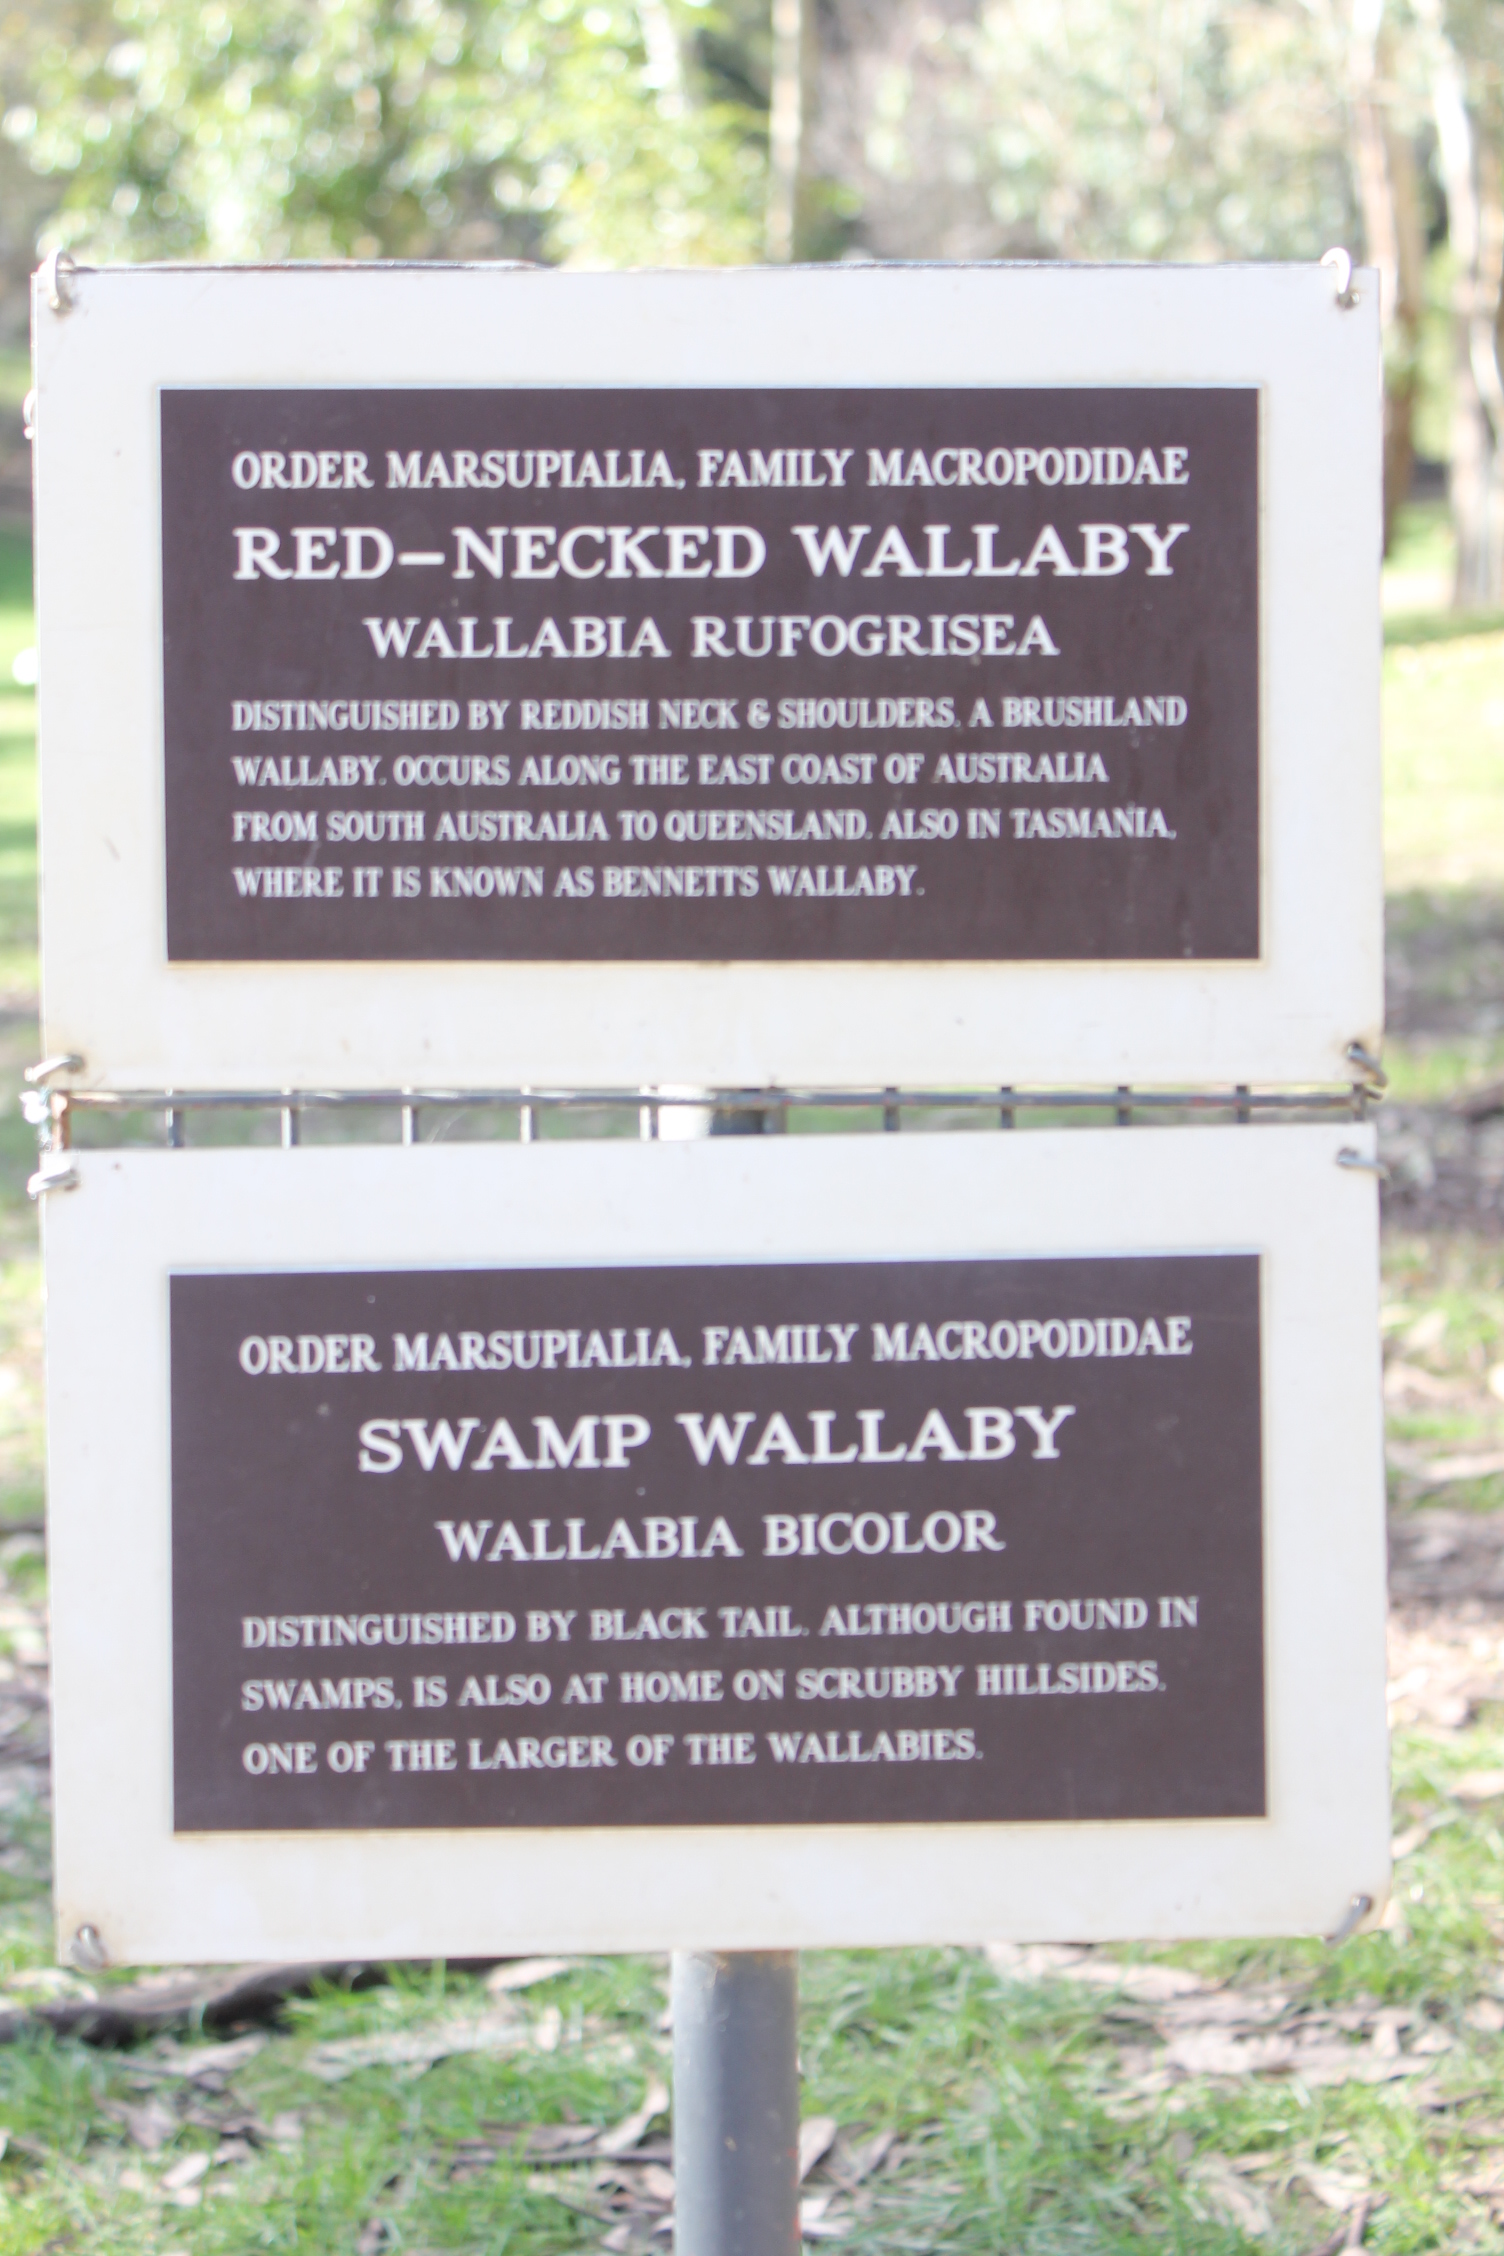 ORDER MARSUPIALIA, FAMILY MACROPODIDAE
RED-NECKED WALLABY
WALLABIA RUFOGRISEA
DISTINGUISHED BY REDDISH NECK & SHOULDERS. A BRUSHLAND
WALLABY. OCCURS ALONG THE EAST COAST OF AUSTRALIA
FROM SOUTH AUSTRALIA TO QUEENSLAND. ALSO IN TASMANIA,
WHERE IT IS KNOWN AS BENNETTS WALLABY.
ORDER MARSUPIALIA, FAMILY MACROPODIDAE
SWAMP WALLABY
WALLABIA BICOLOR
DISTINGUISHED BY BLACK TAIL. ALTHOUGH FOUND IN
SWAMPS, IS ALSO AT HOME ON SCRUBBY HILLSIDES.
ONE OF THE LARGER OF THE WALLABIES.